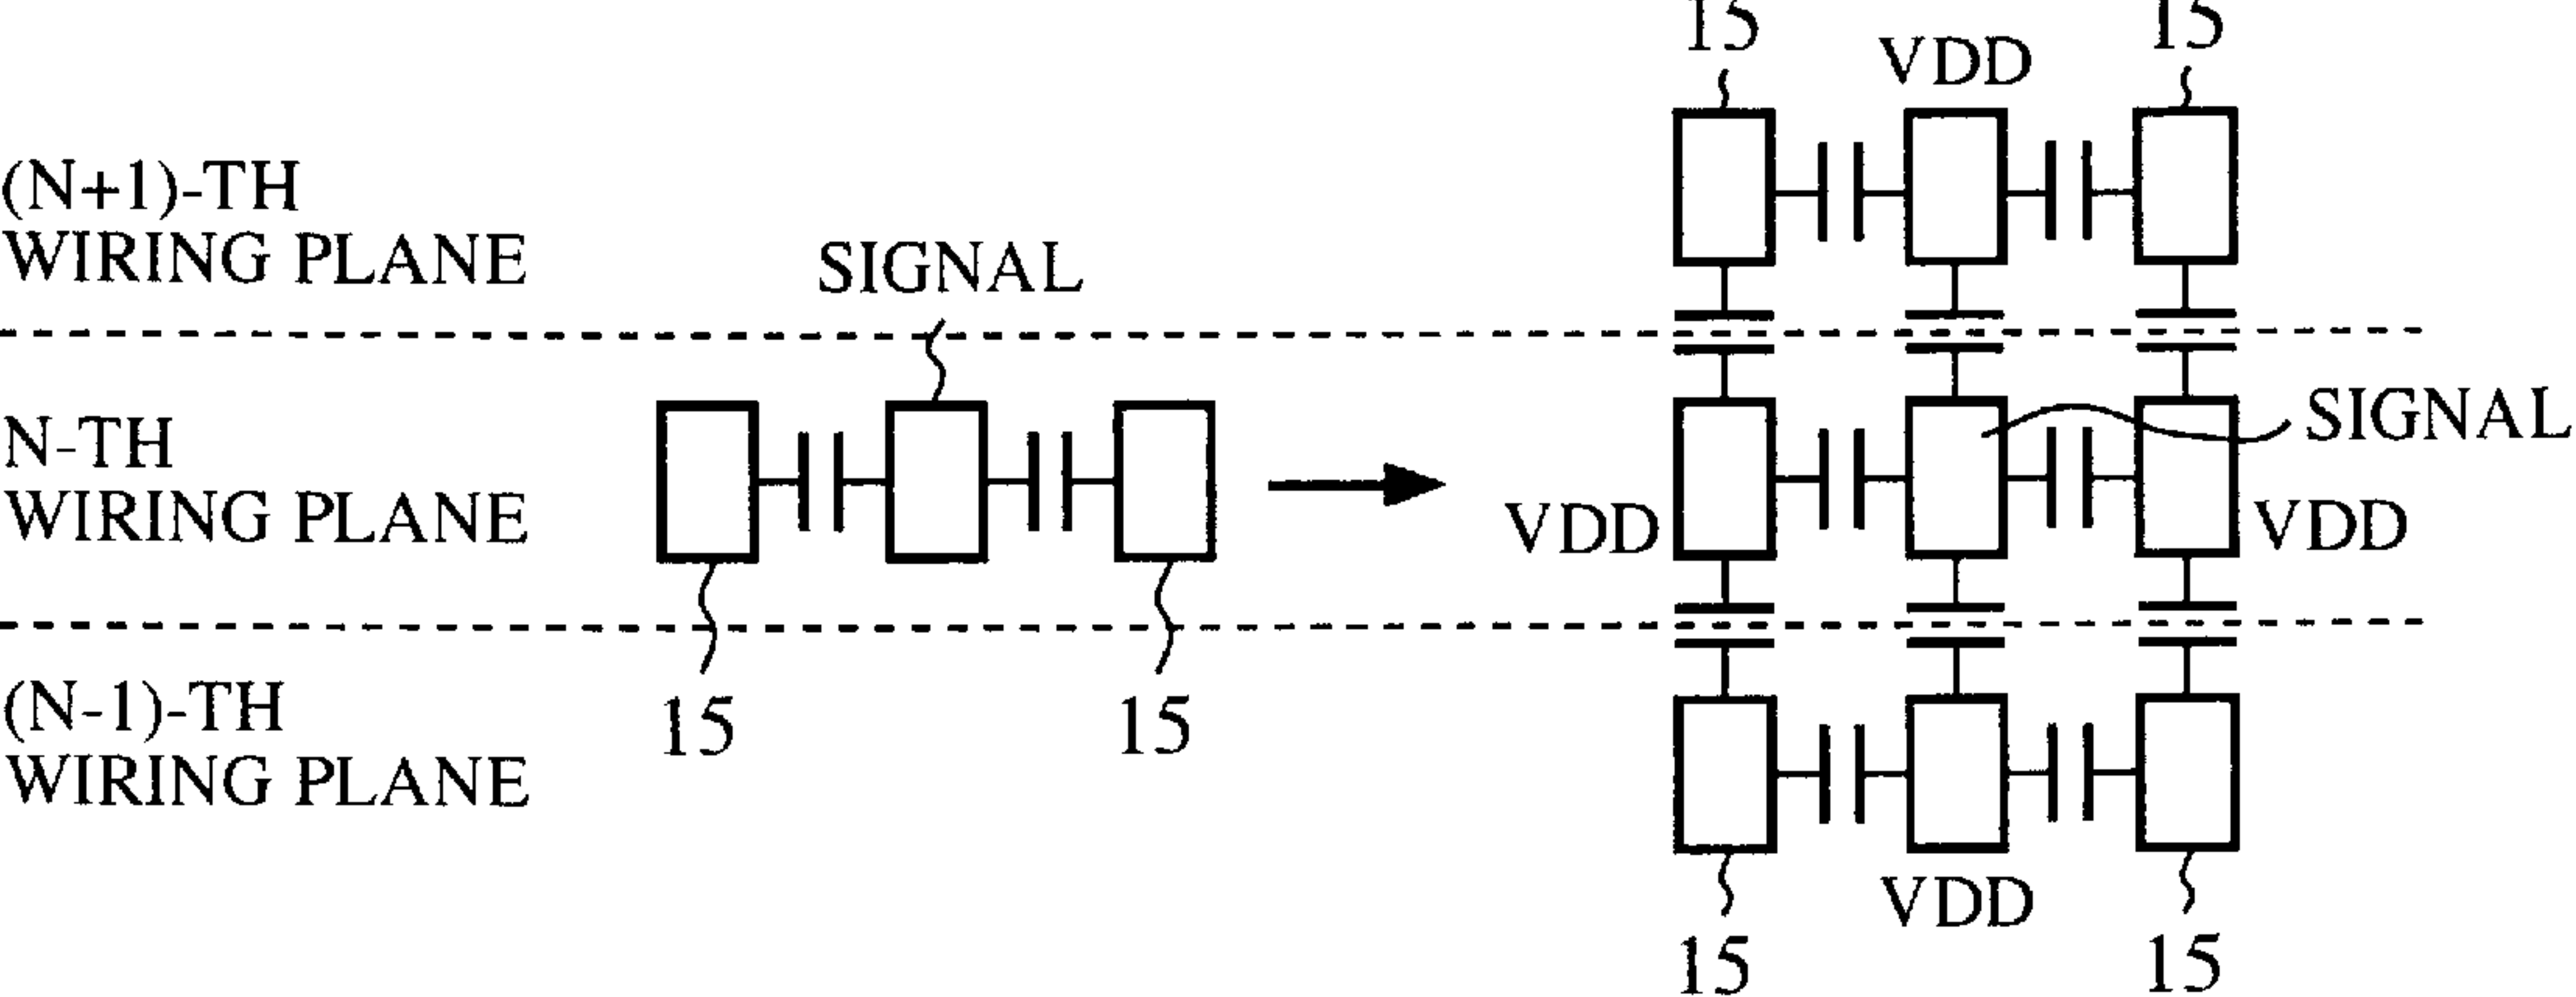 15
15
VDD
(N+1)-TH
WIRING PLANE
SIGNAL
N-TH
WIRING PLANE
SIGNAL
VDD
VDD
(N-1)-TH
WIRING PLANE
15
15
VDD
15
15